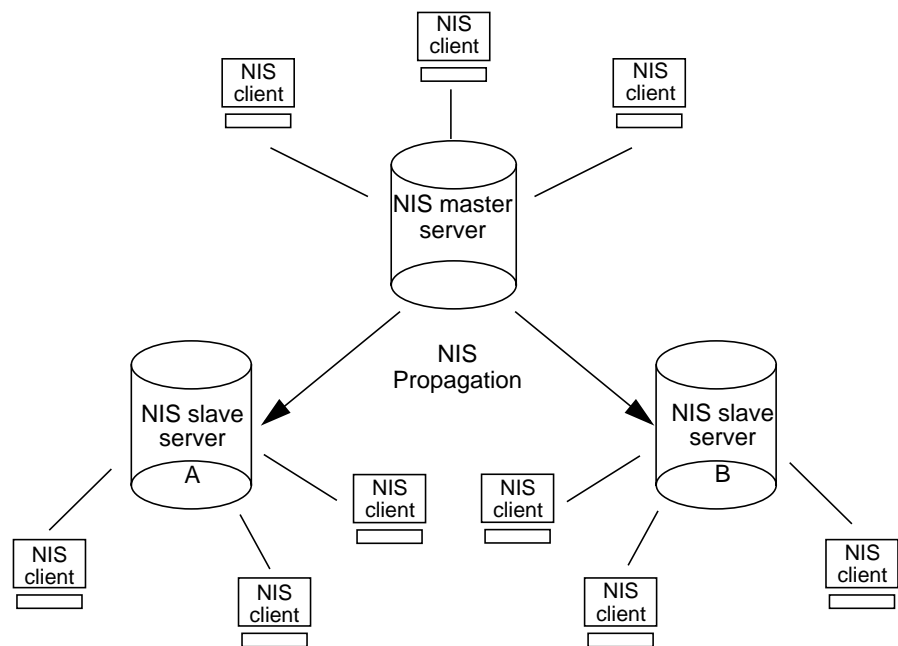 NIS
client
NIS
client
NIS
client
NIS master
server
NIS
Propagation
NIS slave
server
A
NIS slave
server
B
NIS
client
NIS
client
NIS
client
NIS
client
NIS
client
NIS
client